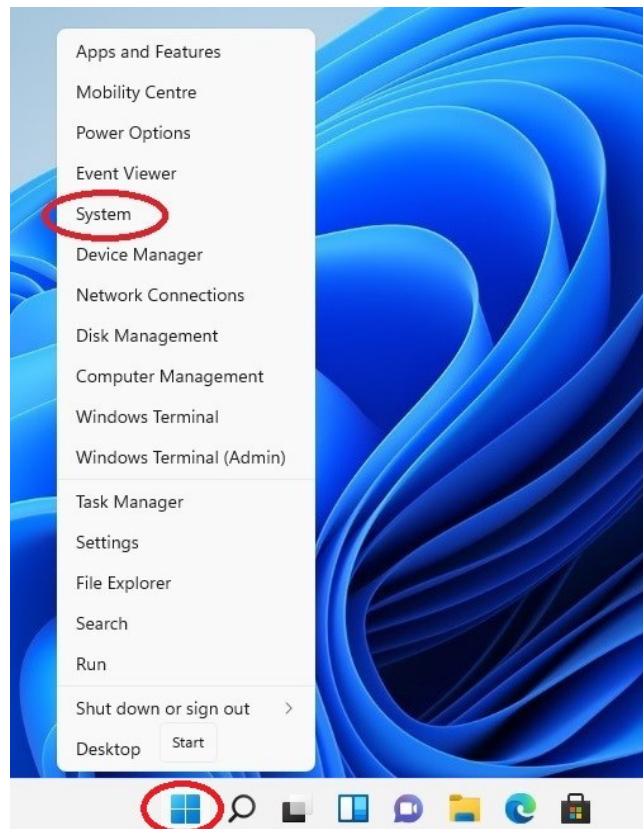 Apps and Features
Mobility Centre
Power Options
Event Viewer
System
Device Manager
Network Connections
Disk Management
Computer Management
Windows Terminal
Windows Terminal (Admin)
Task Manager
Settings
File Explorer
Search
Run
Shut down or sign out
Desktop
Start